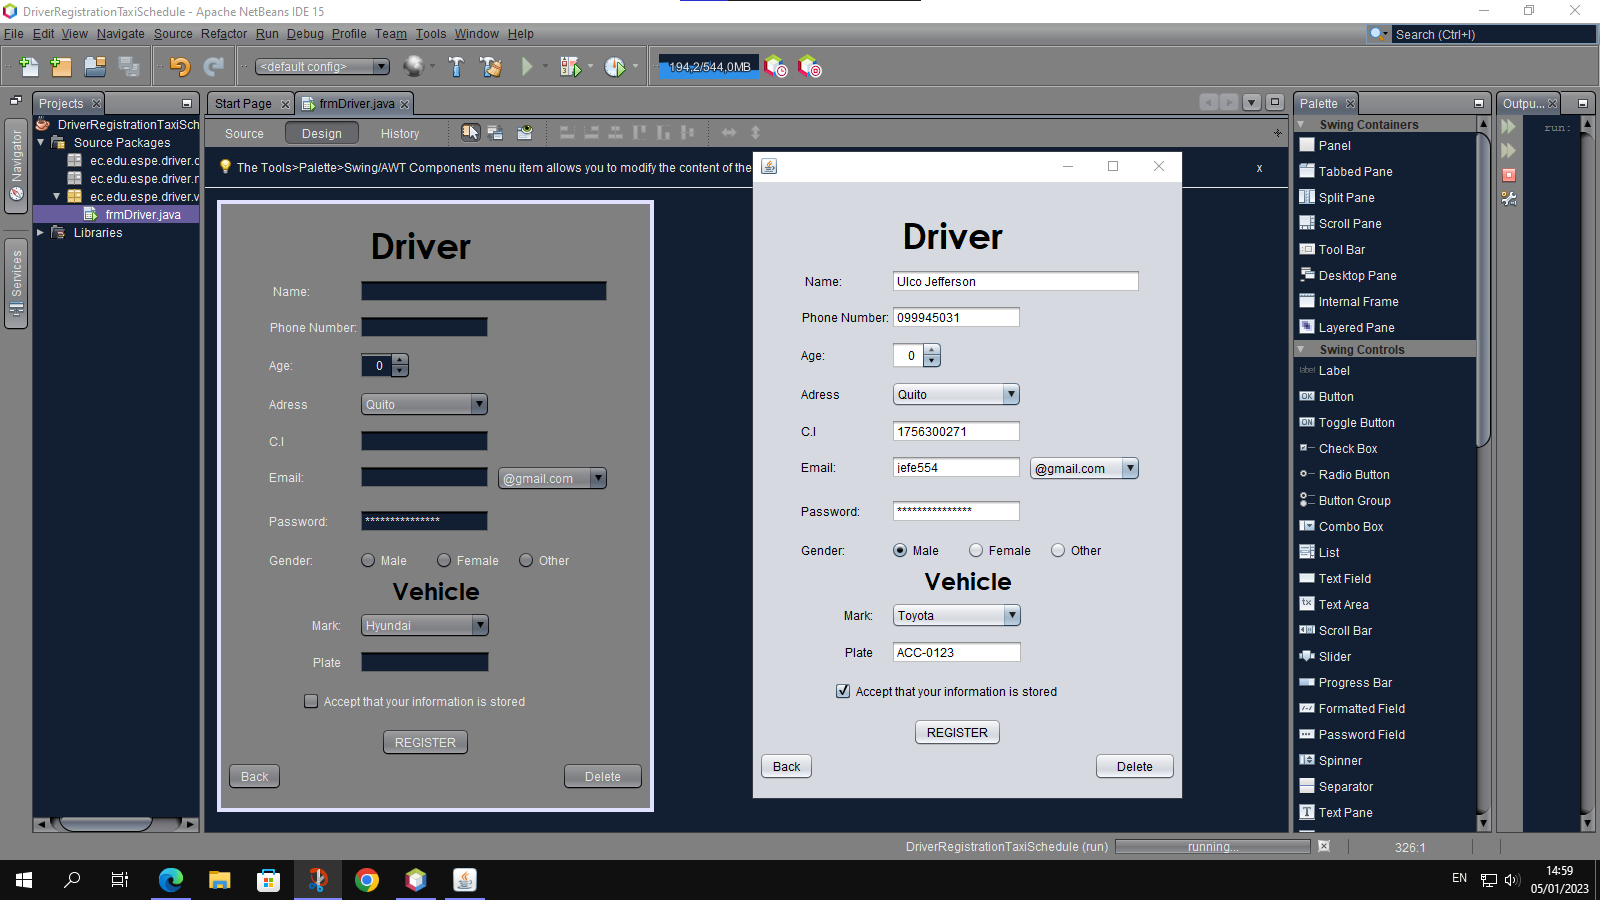 DriverRegistrationTaxiSchedule - Apache NetBeans IDE 15
File Edit View Navigate Source Refactor Run Debug Profile Team Tools Window Help
Search (Ctrl+I)
<default config>
194,2/544,0MB
Projects
Start Page
frmDriver.java
Palette
Outpu...
Navigator
Services
DriverRegistrationTaxiSch
Source Packages
ec.edu.espe.driver.c
ec.edu.espe.driver.r
ec.edu.espe.driver.v
frmDriver.java
Libraries
Source Design History
The Tools>Palette>Swing/AWT Components menu item allows you to modify the content of the
x
Driver
Name:
Phone Number:
Age: 0
Adress Quito
C.I
Email: @gmail.com
Password: ***************
Gender: Male Female Other
Vehicle
Mark: Hyundai
Plate
Accept that your information is stored
REGISTER
Back Delete
Driver
Name: Ulco Jefferson
Phone Number: 099945031
Age: 0
Adress Quito
C.I 1756300271
Email: jefe554 @gmail.com
Password: ***************
Gender: Male Female Other
Vehicle
Mark: Toyota
Plate ACC-0123
Accept that your information is stored
REGISTER
Back Delete
Swing Containers
Panel
Tabbed Pane
Split Pane
Scroll Pane
Tool Bar
Desktop Pane
Internal Frame
Layered Pane
Swing Controls
label Label
OK Button
ON Toggle Button
Check Box
Radio Button
Button Group
Combo Box
List
Text Field
Text Area
Scroll Bar
Slider
Progress Bar
Formatted Field
Password Field
Spinner
Separator
Text Pane
run:
DriverRegistrationTaxiSchedule (run) running... 326:1
EN
14:59
05/01/2023